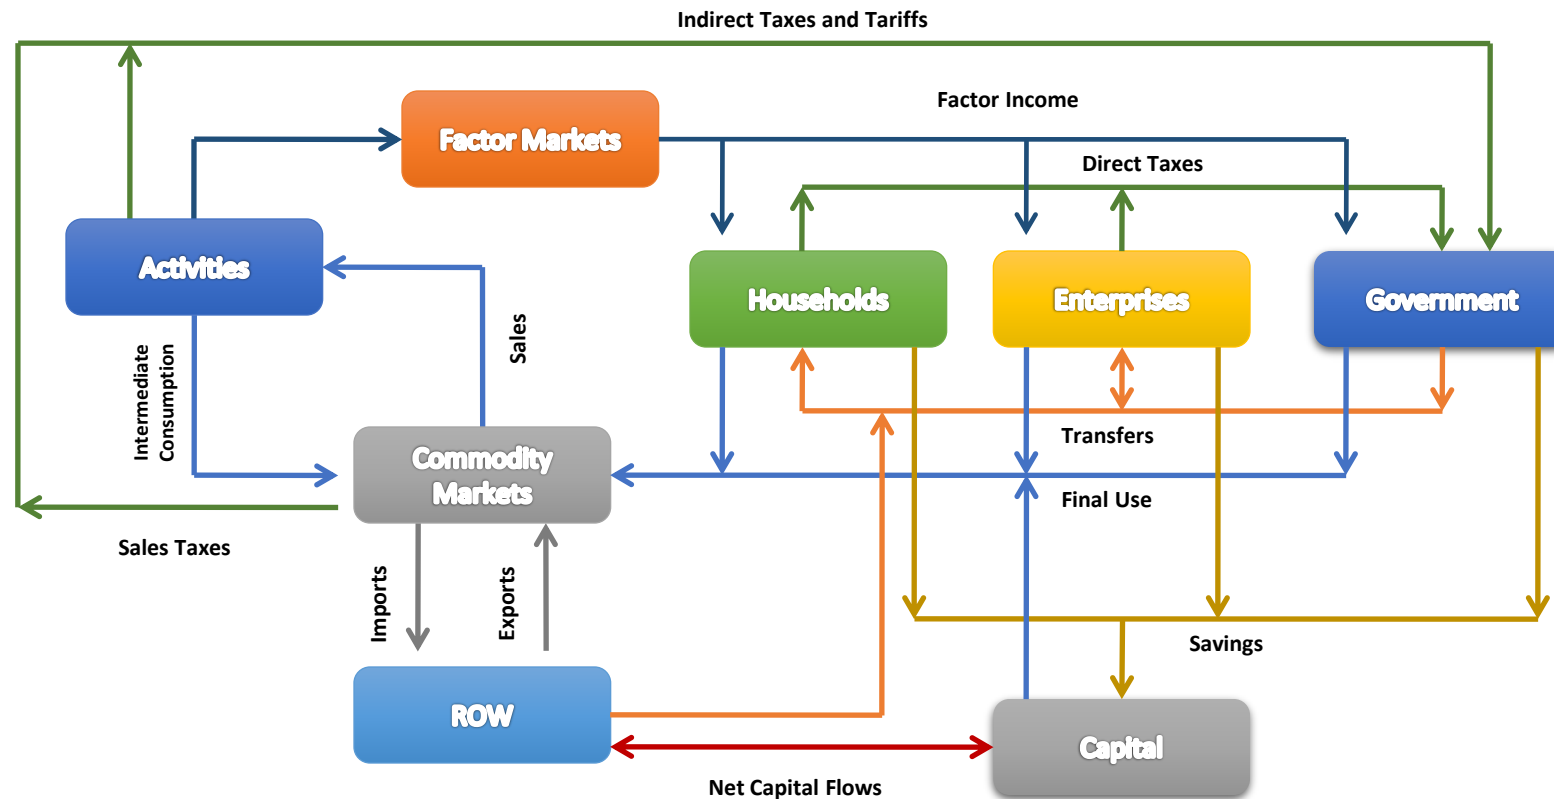 Indirect Taxes and Tariffs
Factor Income
Factor Markets
Direct Taxes
Activities
Households
Enterprises
Government
Sales
Intermediate
Consumption
Transfers
Commodity
Markets
Final Use
Sales Taxes
Imports
Exports
Savings
ROW
Capital
Net Capital Flows